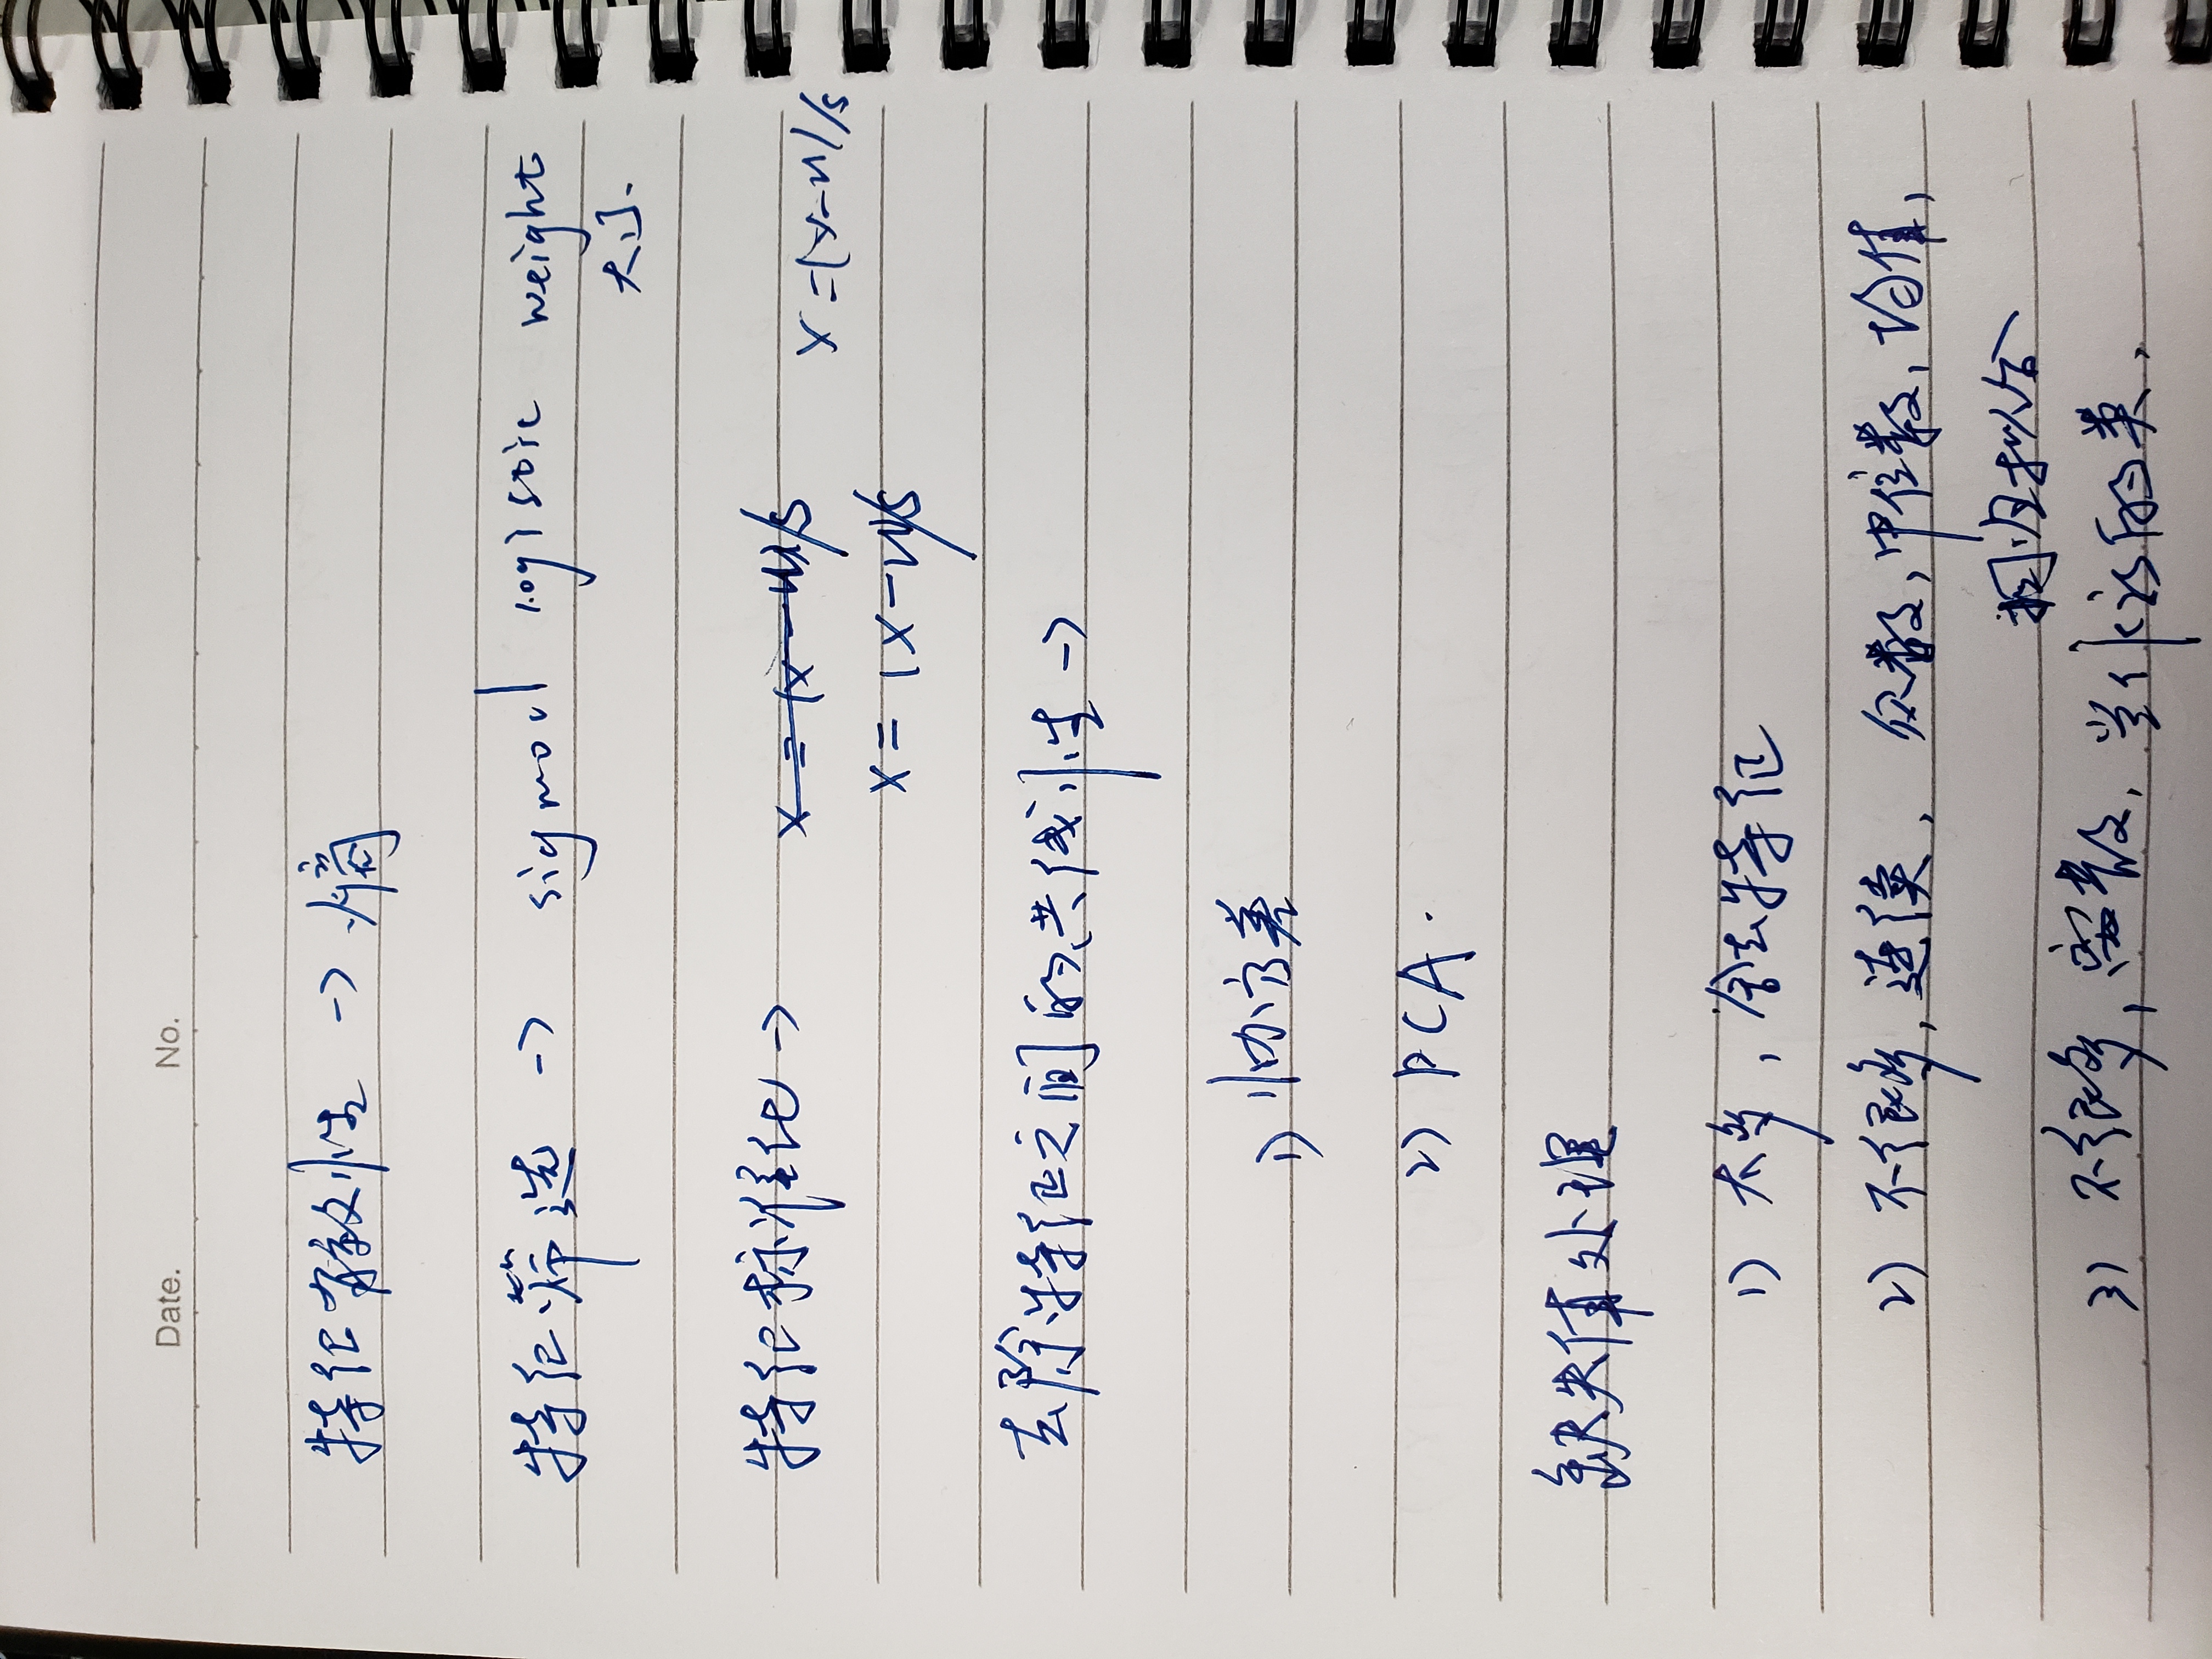 Date. No.
特征有效性 → 熵
特征筛选 → sigmod logistic weight
大小.
特征标准化 → x = (x-u)/s
x = (x-u)/s
x = (x-u)/s
去除特征之间的共线性 →
1) 协方差
2) PCA.
缺失值处理
1) 太多, 舍去特征
2) 不很多, 连续, 众数, 中位数, 均值,
回归拟合
3) 不很多, 离散, 当作新的类,